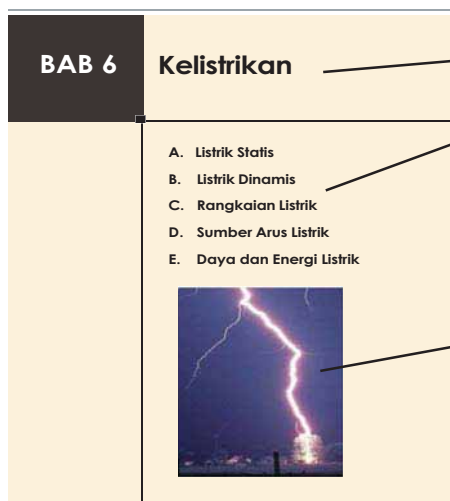 BAB 6
Kelistrikan
A. Listrik Statis
B. Listrik Dinamis
C. Rangkaian Listrik
D. Sumber Arus Listrik
E. Daya dan Energi Listrik